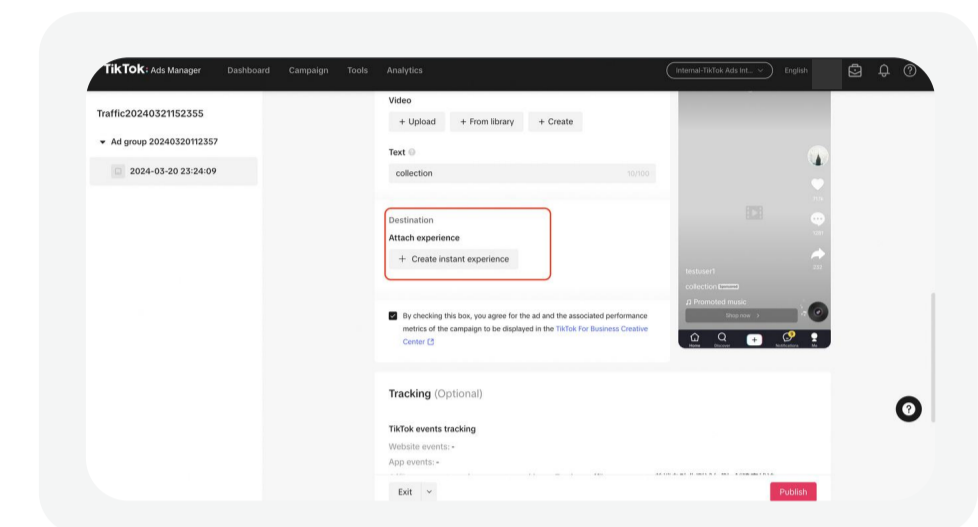 TikTok: Ads Manager
Dashboard
Campaign
Tools
Analytics
Internal-TikTok Ads Int...
English
Traffic20240321152355
Ad group 20240320112357
2024-03-20 23:24:09
Video
+ Upload
+ From library
+ Create
Text
collection
10/100
Destination
Attach experience
+ Create instant experience
By checking this box, you agree for the ad and the associated performance
metrics of the campaign to be displayed in the TikTok For Business Creative
Center
testuser1
collection
Promoted music
Shop now
Home
Discover
Notifications
Me
Tracking (Optional)
TikTok events tracking
Website events: -
App events: -
Exit
Publish